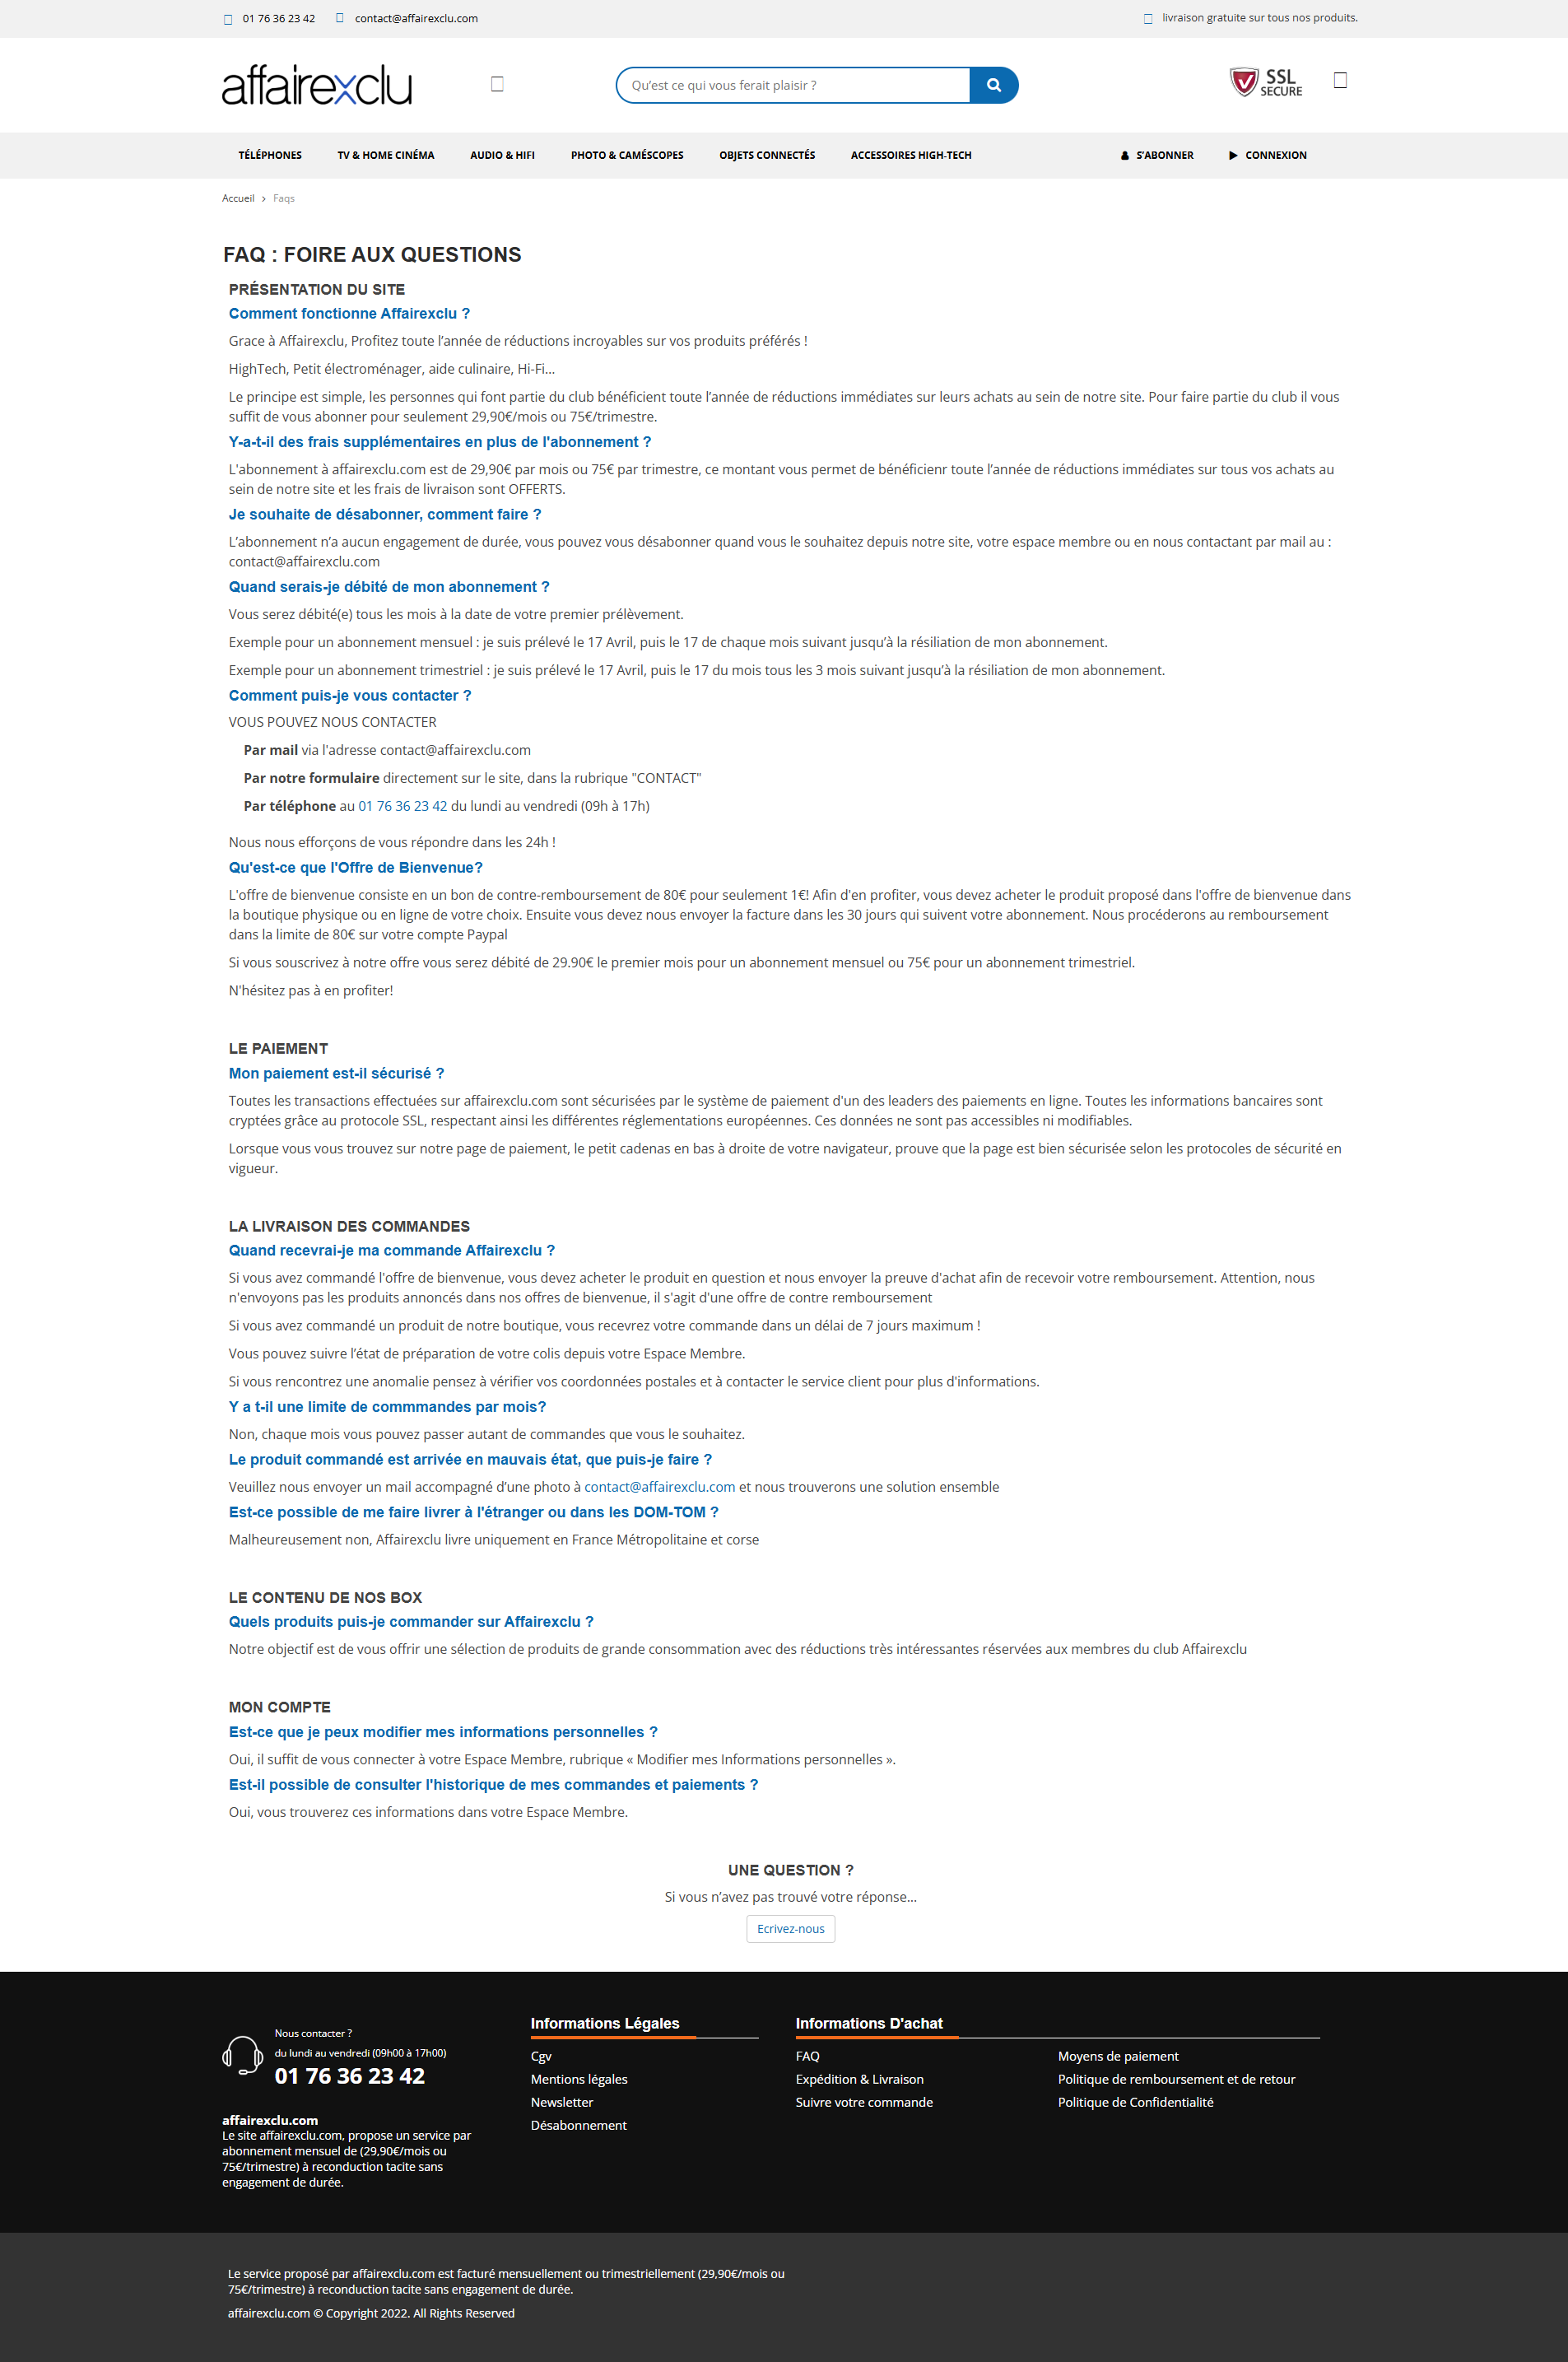 01 76 36 23 42
contact@affairexclu.com
livraison gratuite sur tous nos produits.
affairexclu
Qu’est ce qui vous ferait plaisir ?
SSL
SECURE
TÉLÉPHONES
TV & HOME CINÉMA
AUDIO & HIFI
PHOTO & CAMÉSCOPES
OBJETS CONNECTÉS
ACCESSOIRES HIGH-TECH
S’ABONNER
CONNEXION
Accueil > Faqs
FAQ : FOIRE AUX QUESTIONS
PRÉSENTATION DU SITE
Comment fonctionne Affairexclu ?
Grace à Affairexclu, Profitez toute l’année de réductions incroyables sur vos produits préférés !
HighTech, Petit électroménager, aide culinaire, Hi-Fi...
Le principe est simple, les personnes qui font partie du club bénéficient toute l’année de réductions immédiates sur leurs achats au sein de notre site. Pour faire partie du club il vous
suffit de vous abonner pour seulement 29,90€/mois ou 75€/trimestre.
Y-a-t-il des frais supplémentaires en plus de l'abonnement ?
L'abonnement à affairexclu.com est de 29,90€ par mois ou 75€ par trimestre, ce montant vous permet de bénéficienr toute l’année de réductions immédiates sur tous vos achats au
sein de notre site et les frais de livraison sont OFFERTS.
Je souhaite de désabonner, comment faire ?
L’abonnement n’a aucun engagement de durée, vous pouvez vous désabonner quand vous le souhaitez depuis notre site, votre espace membre ou en nous contactant par mail au :
contact@affairexclu.com
Quand serais-je débité de mon abonnement ?
Vous serez débité(e) tous les mois à la date de votre premier prélèvement.
Exemple pour un abonnement mensuel : je suis prélevé le 17 Avril, puis le 17 de chaque mois suivant jusqu’à la résiliation de mon abonnement.
Exemple pour un abonnement trimestriel : je suis prélevé le 17 Avril, puis le 17 du mois tous les 3 mois suivant jusqu’à la résiliation de mon abonnement.
Comment puis-je vous contacter ?
VOUS POUVEZ NOUS CONTACTER
Par mail via l'adresse contact@affairexclu.com
Par notre formulaire directement sur le site, dans la rubrique "CONTACT"
Par téléphone au 01 76 36 23 42 du lundi au vendredi (09h à 17h)
Nous nous efforçons de vous répondre dans les 24h !
Qu'est-ce que l'Offre de Bienvenue?
L'offre de bienvenue consiste en un bon de contre-remboursement de 80€ pour seulement 1€! Afin d'en profiter, vous devez acheter le produit proposé dans l'offre de bienvenue dans
la boutique physique ou en ligne de votre choix. Ensuite vous devez nous envoyer la facture dans les 30 jours qui suivent votre abonnement. Nous procéderons au remboursement
dans la limite de 80€ sur votre compte Paypal
Si vous souscrivez à notre offre vous serez débité de 29.90€ le premier mois pour un abonnement mensuel ou 75€ pour un abonnement trimestriel.
N'hésitez pas à en profiter!
LE PAIEMENT
Mon paiement est-il sécurisé ?
Toutes les transactions effectuées sur affairexclu.com sont sécurisées par le système de paiement d'un des leaders des paiements en ligne. Toutes les informations bancaires sont
cryptées grâce au protocole SSL, respectant ainsi les différentes réglementations européennes. Ces données ne sont pas accessibles ni modifiables.
Lorsque vous vous trouvez sur notre page de paiement, le petit cadenas en bas à droite de votre navigateur, prouve que la page est bien sécurisée selon les protocoles de sécurité en
vigueur.
LA LIVRAISON DES COMMANDES
Quand recevrai-je ma commande Affairexclu ?
Si vous avez commandé l'offre de bienvenue, vous devez acheter le produit en question et nous envoyer la preuve d'achat afin de recevoir votre remboursement. Attention, nous
n'envoyons pas les produits annoncés dans nos offres de bienvenue, il s'agit d'une offre de contre remboursement
Si vous avez commandé un produit de notre boutique, vous recevrez votre commande dans un délai de 7 jours maximum !
Vous pouvez suivre l’état de préparation de votre colis depuis votre Espace Membre.
Si vous rencontrez une anomalie pensez à vérifier vos coordonnées postales et à contacter le service client pour plus d'informations.
Y a t-il une limite de commmandes par mois?
Non, chaque mois vous pouvez passer autant de commandes que vous le souhaitez.
Le produit commandé est arrivée en mauvais état, que puis-je faire ?
Veuillez nous envoyer un mail accompagné d’une photo à contact@affairexclu.com et nous trouverons une solution ensemble
Est-ce possible de me faire livrer à l'étranger ou dans les DOM-TOM ?
Malheureusement non, Affairexclu livre uniquement en France Métropolitaine et corse
LE CONTENU DE NOS BOX
Quels produits puis-je commander sur Affairexclu ?
Notre objectif est de vous offrir une sélection de produits de grande consommation avec des réductions très intéressantes réservées aux membres du club Affairexclu
MON COMPTE
Est-ce que je peux modifier mes informations personnelles ?
Oui, il suffit de vous connecter à votre Espace Membre, rubrique « Modifier mes Informations personnelles ».
Est-il possible de consulter l'historique de mes commandes et paiements ?
Oui, vous trouverez ces informations dans votre Espace Membre.
UNE QUESTION ?
Si vous n’avez pas trouvé votre réponse...
Ecrivez-nous
Nous contacter ?
du lundi au vendredi (09h00 à 17h00)
01 76 36 23 42
affairexclu.com
Le site affairexclu.com, propose un service par
abonnement mensuel de (29,90€/mois ou
75€/trimestre) à reconduction tacite sans
engagement de durée.
Informations Légales
Cgv
Mentions légales
Newsletter
Désabonnement
Informations D'achat
FAQ
Expédition & Livraison
Suivre votre commande
Moyens de paiement
Politique de remboursement et de retour
Politique de Confidentialité
Le service proposé par affairexclu.com est facturé mensuellement ou trimestriellement (29,90€/mois ou
75€/trimestre) à reconduction tacite sans engagement de durée.
affairexclu.com © Copyright 2022. All Rights Reserved